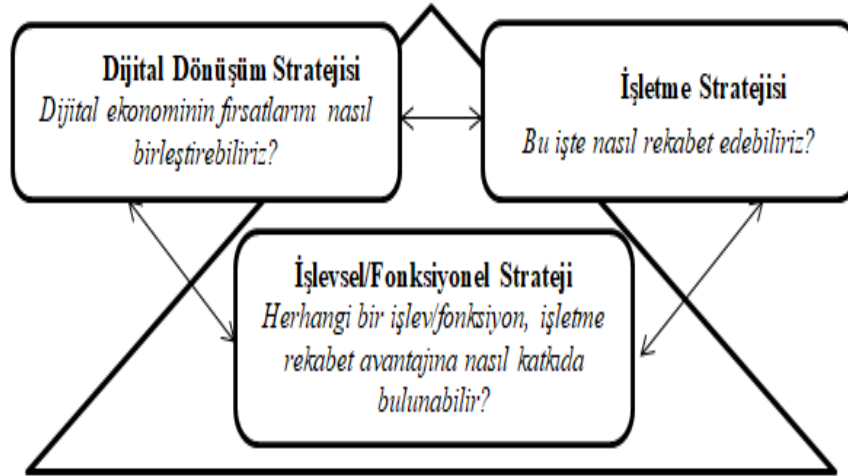 Dijital Dönüşüm Stratejisi
Dijital ekonominin fırsatlarını nasıl
birleştirebiliriz?
İşletme Stratejisi
Bu işte nasıl rekabet edebiliriz?
İşlevsel/Fonksiyonel Strateji
Herhangi bir işlev/fonksiyon, işletme
rekabet avantajına nasıl katkıda
bulunabilir?